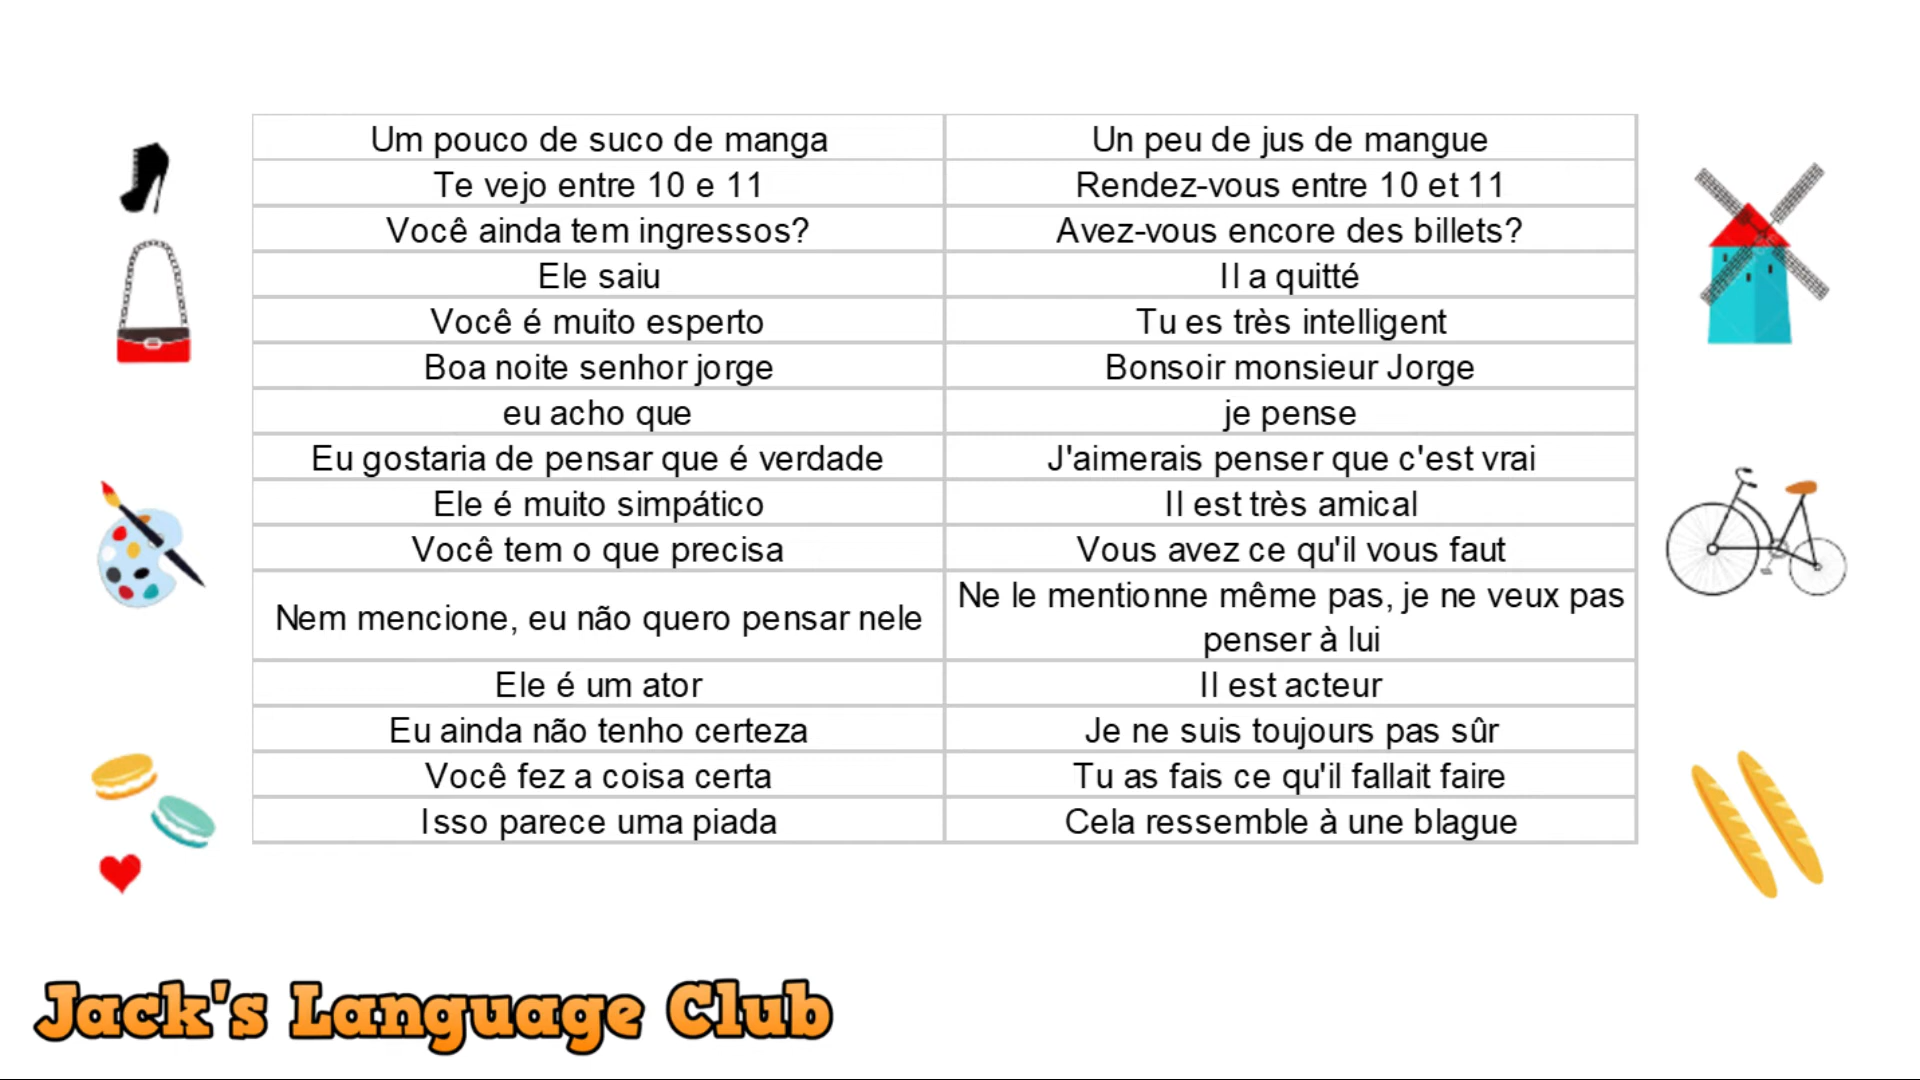 Um pouco de suco de manga
Un peu de jus de mangue
Te vejo entre 10 e 11
Rendez-vous entre 10 et 11
Você ainda tem ingressos?
Avez-vous encore des billets?
Ele saiu
Il a quitté
Você é muito esperto
Tu es très intelligent
Boa noite senhor jorge
Bonsoir monsieur Jorge
eu acho que
je pense
Eu gostaria de pensar que é verdade
J'aimerais penser que c'est vrai
Ele é muito simpático
Il est très amical
Você tem o que precisa
Vous avez ce qu'il vous faut
Nem mencione, eu não quero pensar nele
Ne le mentionne même pas, je ne veux pas
penser à lui
Ele é um ator
Il est acteur
Eu ainda não tenho certeza
Je ne suis toujours pas sûr
Você fez a coisa certa
Tu as fais ce qu'il fallait faire
Isso parece uma piada
Cela ressemble à une blague
Jack's Language Club